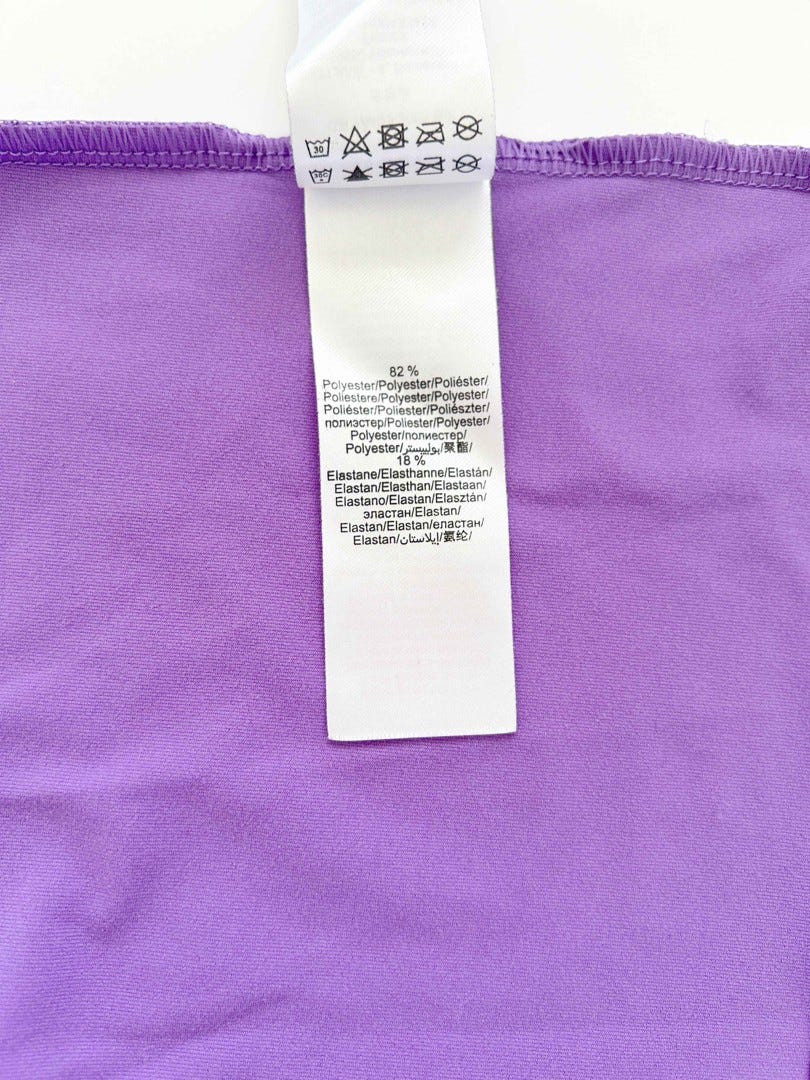 30
30C
82 %
Polyester/Polyester/Poliéster/
Poliestere/Polyester/Polyester/
Poliéster/Poliester/Poliészter/
полиэстер/Poliester/Polyester/
Polyester/полиестер/
Polyester/بوليستر/聚酯/
18 %
Elastane/Elasthanne/Elastán/
Elastan/Elasthan/Elastaan/
Elastano/Elastan/Elasztán/
эластан/Elastan/
Elastan/Elastan/еластан/
Elastan/إيلاستان/氨纶/